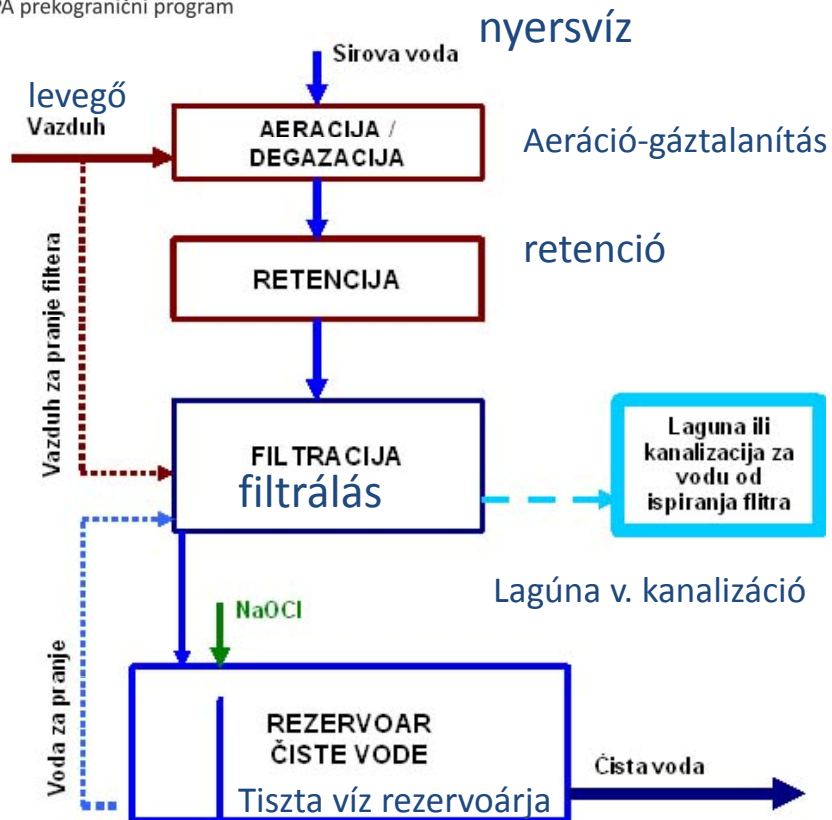 PA prekogranični program
nyersvíz
Sirova voda
levegő
Vazduh
AERACIJA /
DEGAZACIJA
Aeráció-gáztalanítás
RETENCIJA
retenció
Vazduh za pranje filtera
FILTRACIJA
filtrálás
Laguna ili
kanalizacija za
vodu od
ispiranja flitra
Lagúna v. kanalizáció
NaOCl
Voda za pranje
REZERVOAR
ČISTE VODE
Tiszta víz rezervoárja
Čista voda